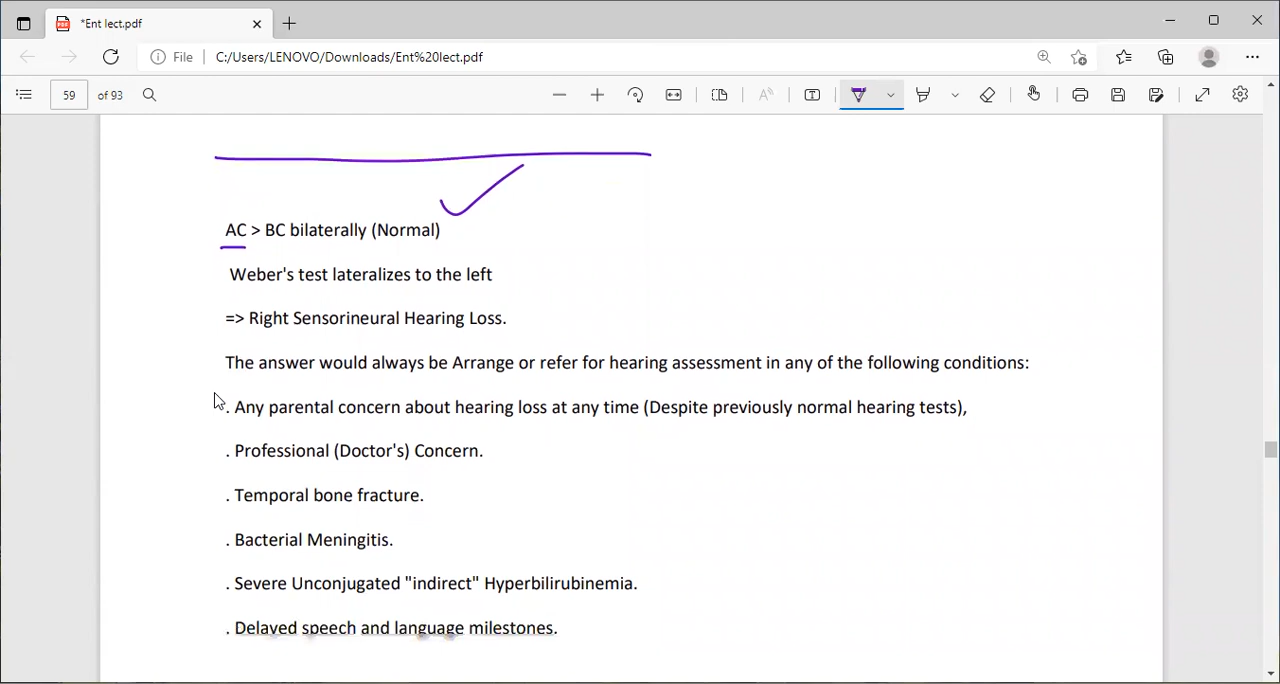 *Ent lect.pdf
File C:/Users/LENOVO/Downloads/Ent%20lect.pdf
59 of 93
AC > BC bilaterally (Normal)
Weber's test lateralizes to the left
=> Right Sensorineural Hearing Loss.
The answer would always be Arrange or refer for hearing assessment in any of the following conditions:
. Any parental concern about hearing loss at any time (Despite previously normal hearing tests),
. Professional (Doctor's) Concern.
. Temporal bone fracture.
. Bacterial Meningitis.
. Severe Unconjugated "indirect" Hyperbilirubinemia.
. Delayed speech and language milestones.